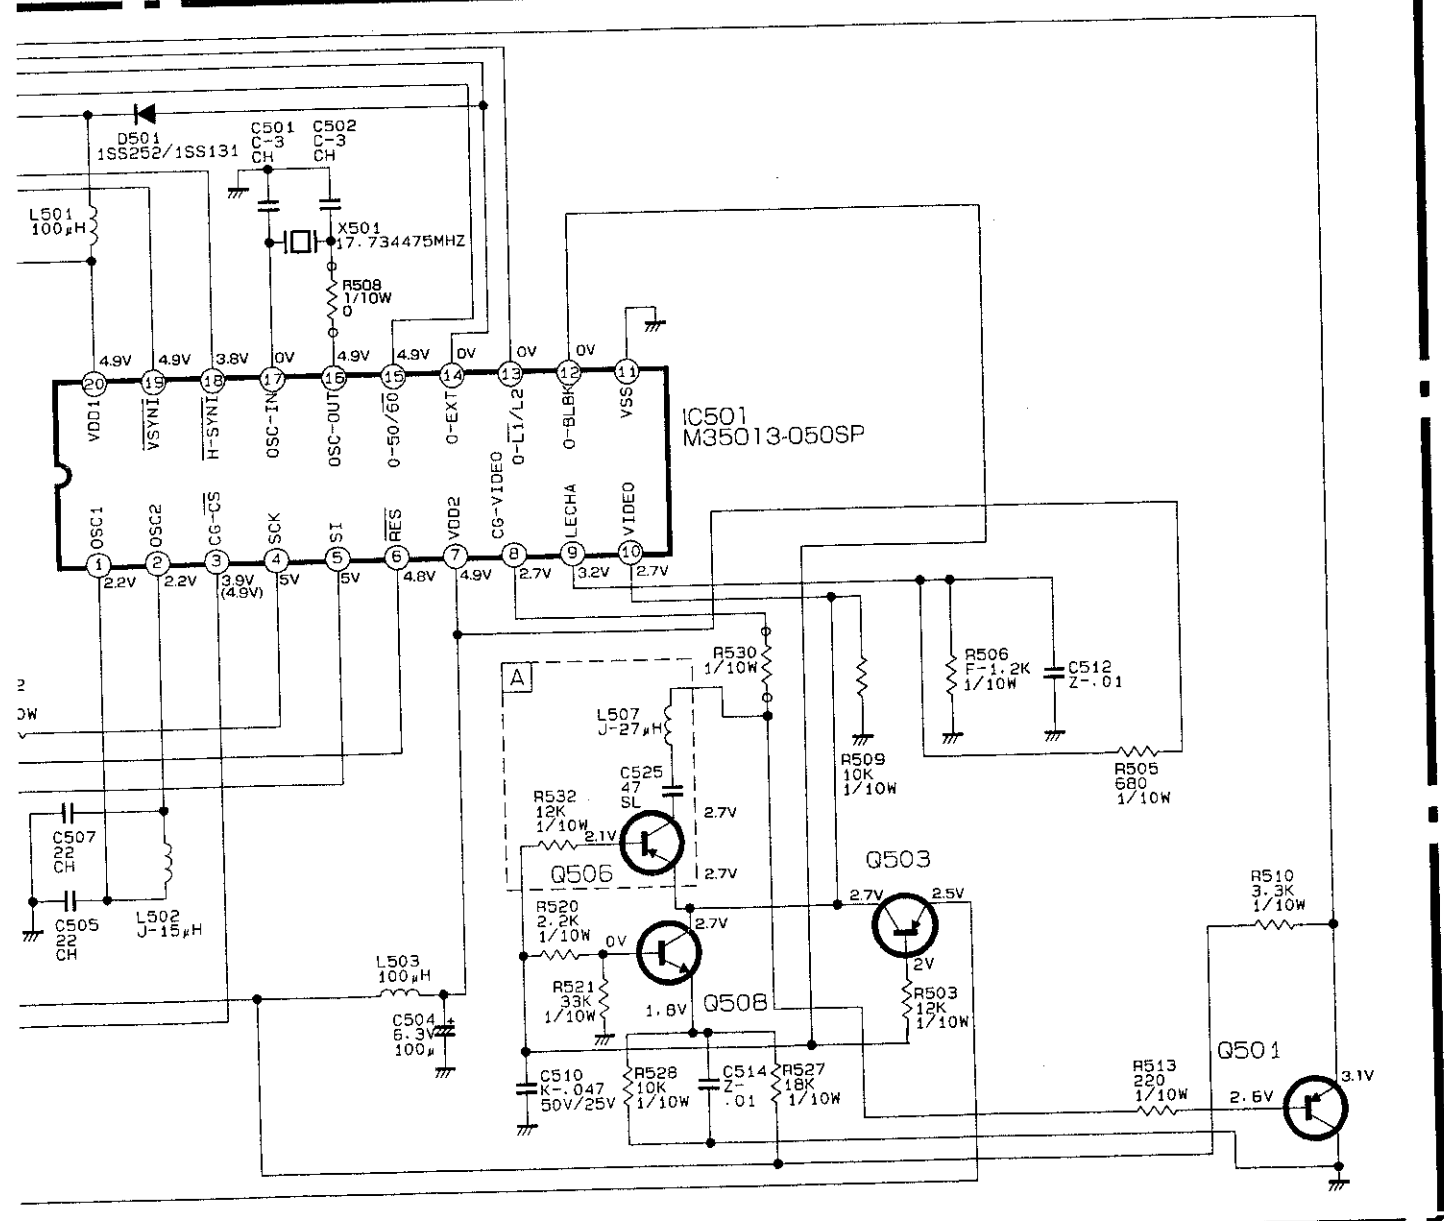 C501
C-3
CH
C502
C-3
CH
D501
1SS252/1SS131
L501
100μH
X501
17.734475MHZ
R508
1/10W
0
4.9V
4.9V
3.8V
0V
4.9V
4.9V
0V
0V
0V
20
19
18
17
16
15
14
13
12
11
VDD1
VSYNI
H-SYNI
OSC-IN
OSC-OUT
O-50/60
O-EXT
O-L1/L2
O-BLBK
VSS
IC501
M35013-050SP
OSC1
OSC2
CG-CS
SCK
SI
RES
VDD2
CG-VIDEO
LECHA
VIDEO
1
2
3
4
5
6
7
8
9
10
2.2V
2.2V
3.9V
(4.9V)
5V
5V
4.8V
4.9V
2.7V
3.2V
2.7V
R530
1/10W
R506
F-1.2K
1/10W
C512
Z-.01
A
2
0W
L507
J-27μH
R509
10K
1/10W
R505
680
1/10W
C525
47
SL
R532
12K
1/10W
2.1V
2.7V
Q506
2.7V
C507
22
CH
Q503
2.7V
2.5V
2V
R510
3.3K
1/10W
C505
22
CH
L502
J-15μH
R520
2.2K
1/10W
0V
2.7V
L503
100μH
R521
33K
1/10W
1.8V
Q508
R503
12K
1/10W
C504
6.3V
100μ
+
C510
K-.047
50V/25V
R528
10K
1/10W
C514
Z-
.01
R527
18K
1/10W
R513
220
1/10W
2.6V
Q501
3.1V